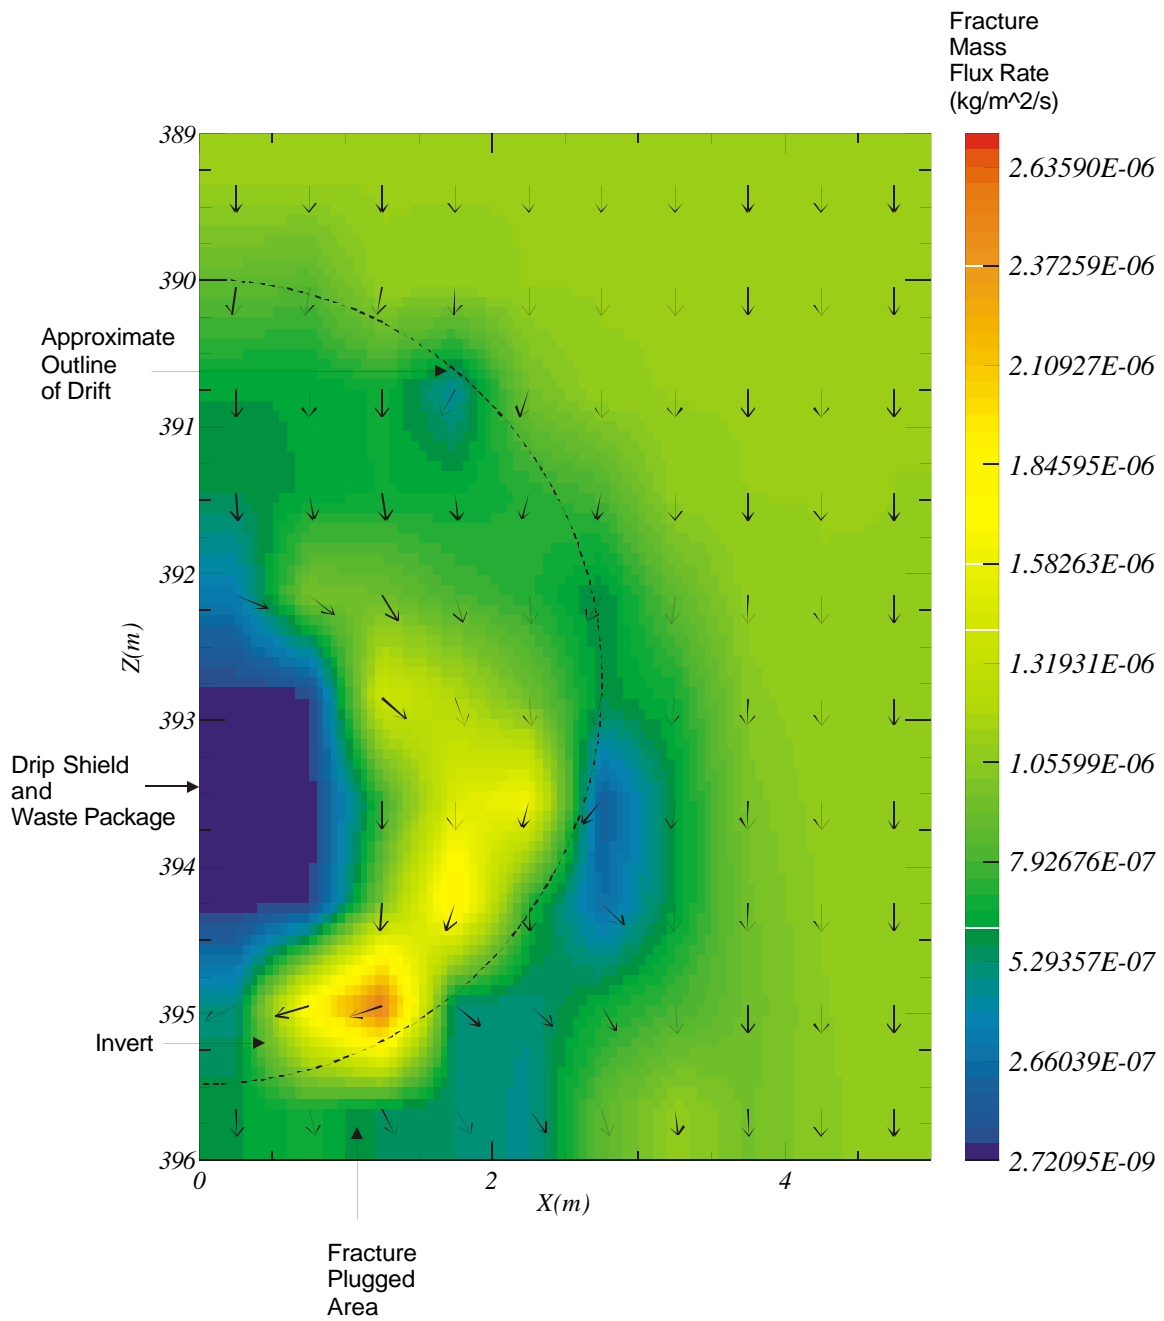 Fracture
Mass
Flux Rate
(kg/m^2/s)
389
390
391
392
393
394
395
396
Z(m)
0
2
4
X(m)
Approximate
Outline
of Drift
Drip Shield
and
Waste Package
Invert
Fracture
Plugged
Area
2.63590E-06
2.37259E-06
2.10927E-06
1.84595E-06
1.58263E-06
1.31931E-06
1.05599E-06
7.92676E-07
5.29357E-07
2.66039E-07
2.72095E-09